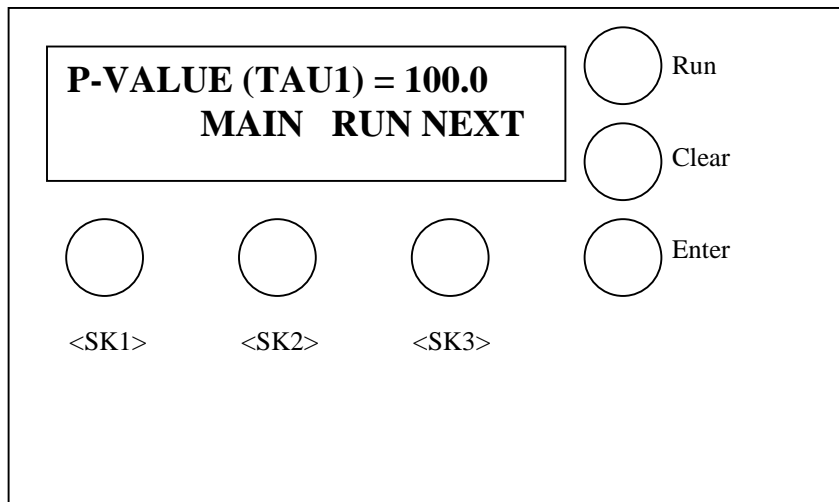 P-VALUE (TAU1) = 100.0
MAIN RUN NEXT
Run
Clear
Enter
<SK1> <SK2> <SK3>